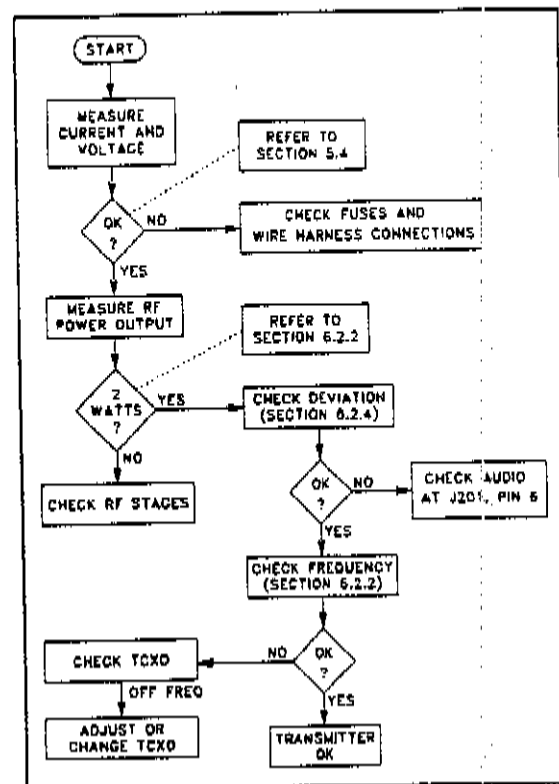 START
MEASURE
CURRENT AND
VOLTAGE
REFER TO
SECTION 5.4
OK
?
NO
CHECK FUSES AND
WIRE HARNESS CONNECTIONS
YES
MEASURE RF
POWER OUTPUT
REFER TO
SECTION 6.2.2
2
WATTS
?
YES
CHECK DEVIATION
(SECTION 6.2.4)
NO
CHECK RF STAGES
OK
?
NO
CHECK AUDIO
AT J201, PIN 6
YES
CHECK FREQUENCY
(SECTION 6.2.2)
OK
?
NO
CHECK TCXO
OFF FREQ
ADJUST OR
CHANGE TCXO
YES
TRANSMITTER
OK